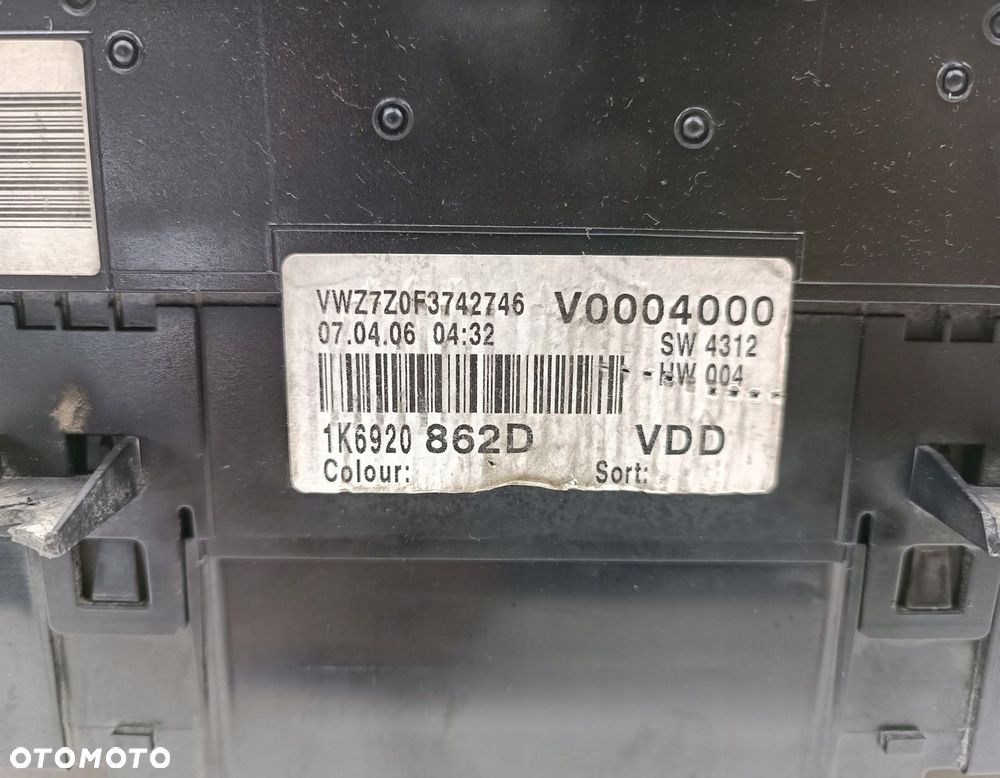 VWZ7Z0F3742746 V0004000
07.04.06 04:32 SW 4312
HW 004
1K6920 862D VDD
Colour: Sort:
OTOMOTO